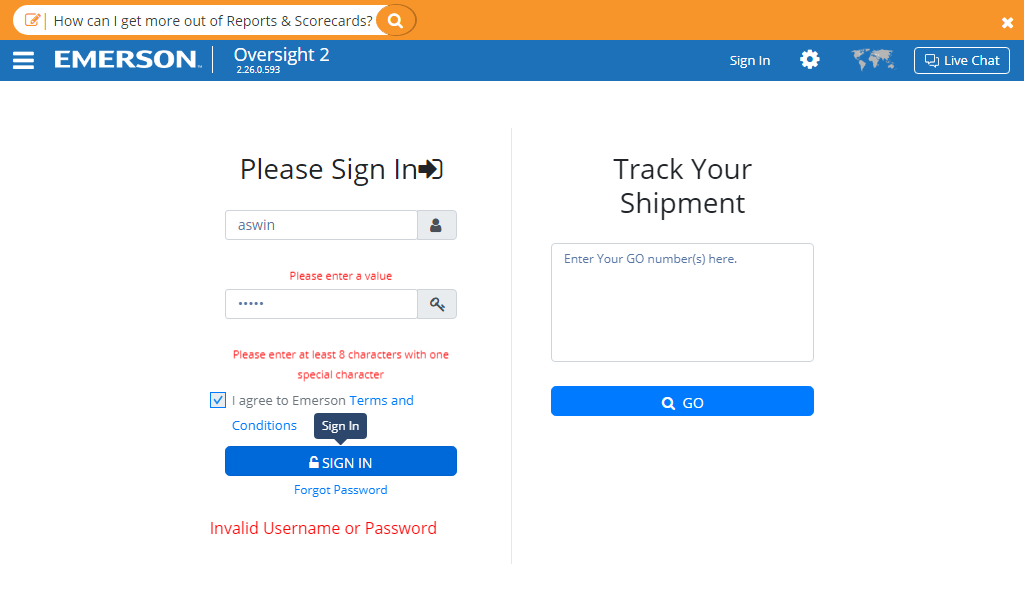 How can I get more out of Reports & Scorecards?
EMERSON™
Oversight 2
2.26.0.593
Sign In
Live Chat
Please Sign In
aswin
Please enter a value
•••••
Please enter at least 8 characters with one
special character
I agree to Emerson Terms and
Conditions
Sign In
SIGN IN
Forgot Password
Invalid Username or Password
Track Your
Shipment
Enter Your GO number(s) here.
GO